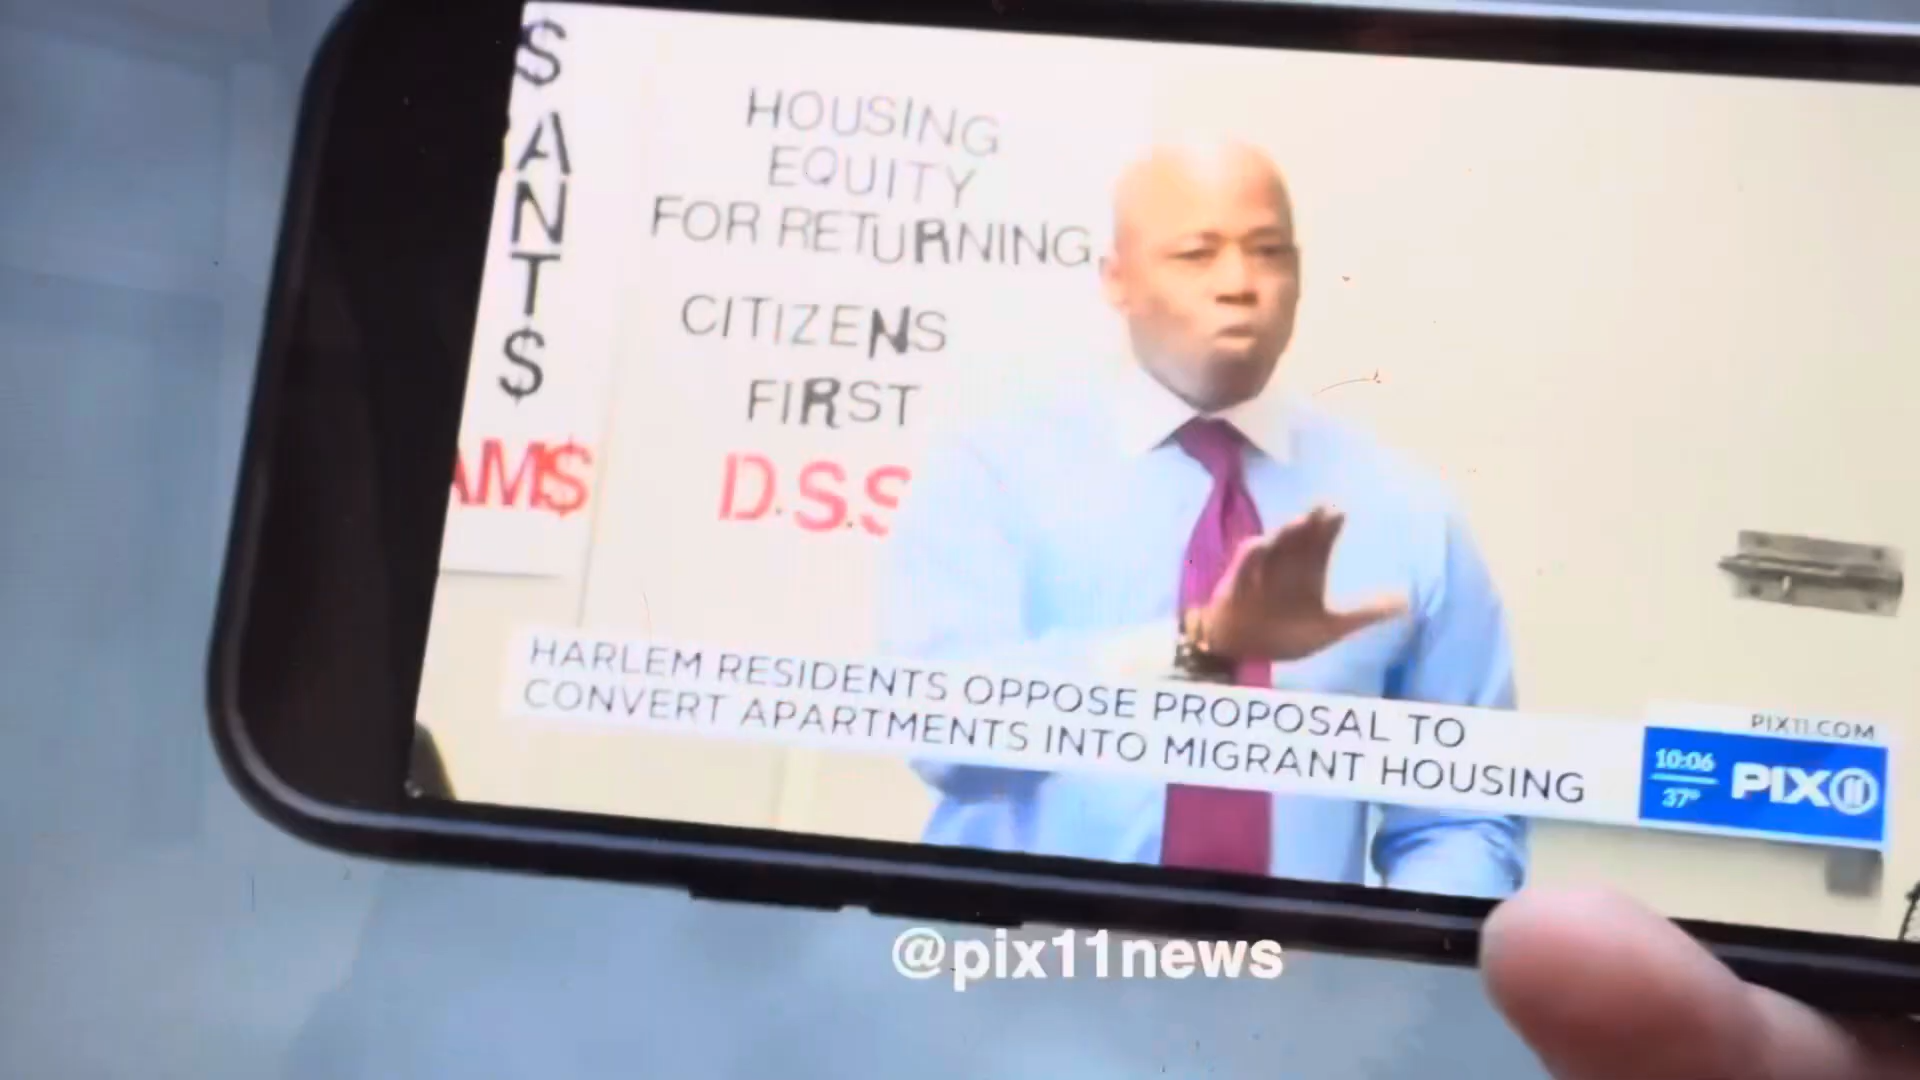 $
A
N
T
$
AM$
HOUSING
EQUITY
FOR RETURNING
CITIZENS
FIRST
D.S.S
HARLEM RESIDENTS OPPOSE PROPOSAL TO
CONVERT APARTMENTS INTO MIGRANT HOUSING
PIX11.COM
10:06
37°
PIX11
@pix11news